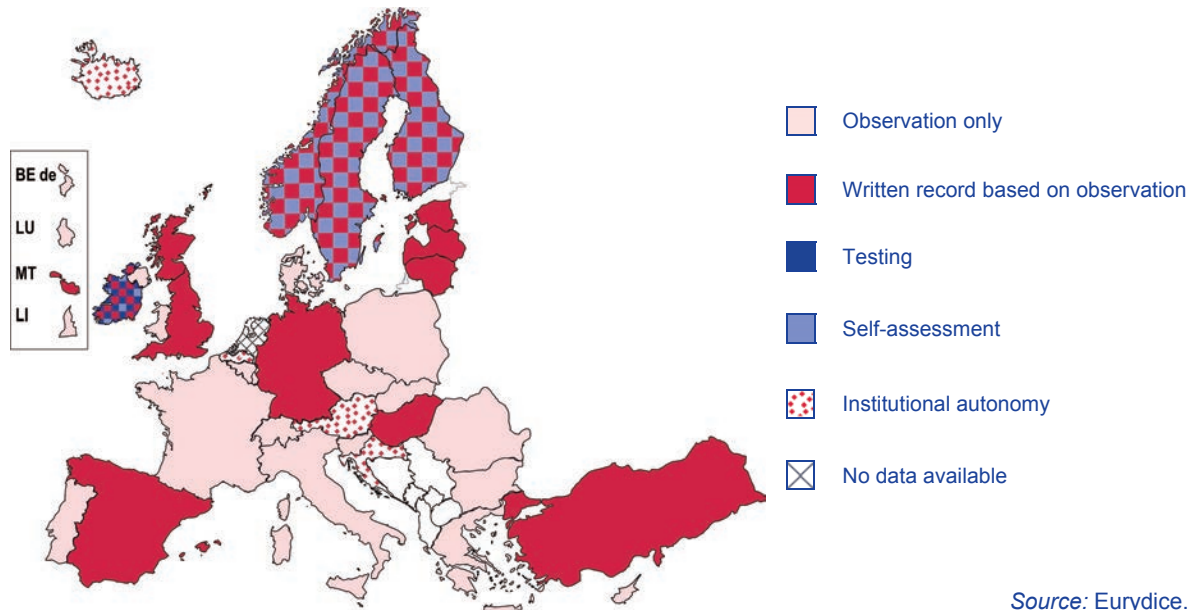 BE de
LU
MT
LI
Observation only
Written record based on observation
Testing
Self-assessment
Institutional autonomy
No data available
Source: Eurydice.